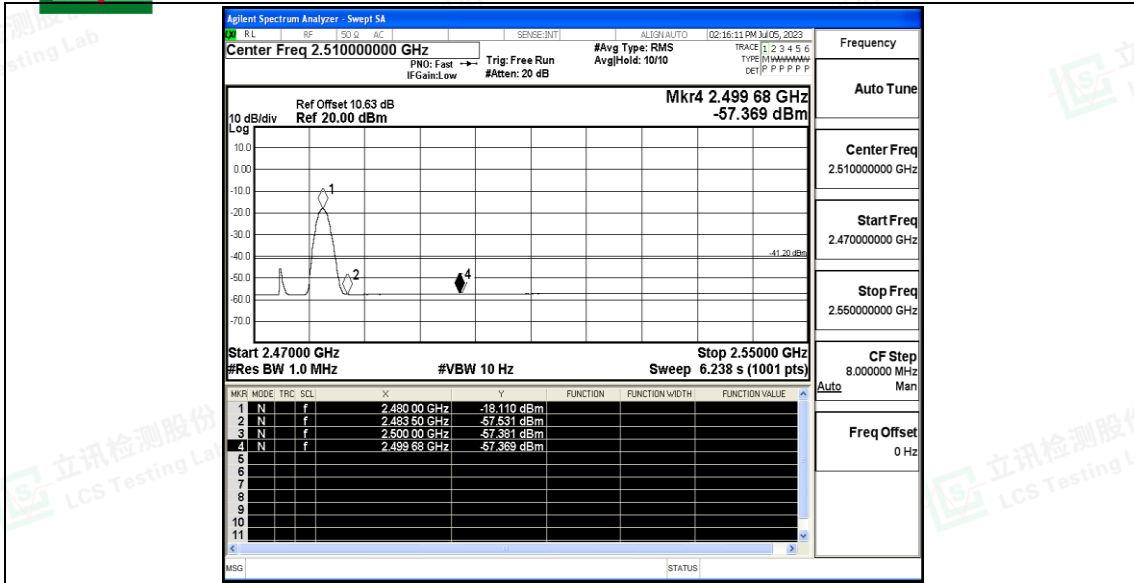 Agilent Spectrum Analyzer - Swept SA
RL RF 50 Ω AC SENSE:INT ALIGNAUTO 02:16:11 PM Jul 05, 2023
Center Freq 2.510000000 GHz
PNO: Fast
IFGain:Low
Trig: Free Run
#Atten: 20 dB
#Avg Type: RMS
Avg|Hold: 10/10
TRACE 1 2 3 4 5 6
TYPE MWWWWW
DET P P P P P P
Ref Offset 10.63 dB
Ref 20.00 dBm
10 dB/div
Log
Mkr4 2.499 68 GHz
-57.369 dBm
10.0
0.00
-10.0
-20.0
-30.0
-40.0
-50.0
-60.0
-70.0
1
2
4
-41.20 dBm
Start 2.47000 GHz Stop 2.55000 GHz
#Res BW 1.0 MHz #VBW 10 Hz Sweep 6.238 s (1001 pts)
MKR MODE TRC SCL X Y FUNCTION FUNCTION WIDTH FUNCTION VALUE
1 N f 2.480 00 GHz -18.110 dBm
2 N f 2.483 50 GHz -57.531 dBm
3 N f 2.500 00 GHz -57.381 dBm
4 N f 2.499 68 GHz -57.369 dBm
5
6
7
8
9
10
11
MSG STATUS
Frequency
Auto Tune
Center Freq
2.510000000 GHz
Start Freq
2.470000000 GHz
Stop Freq
2.550000000 GHz
CF Step
8.000000 MHz
Auto Man
Freq Offset
0 Hz
立讯检测股份
LCS Testing Lab
立讯检测股份
LCS Testing L